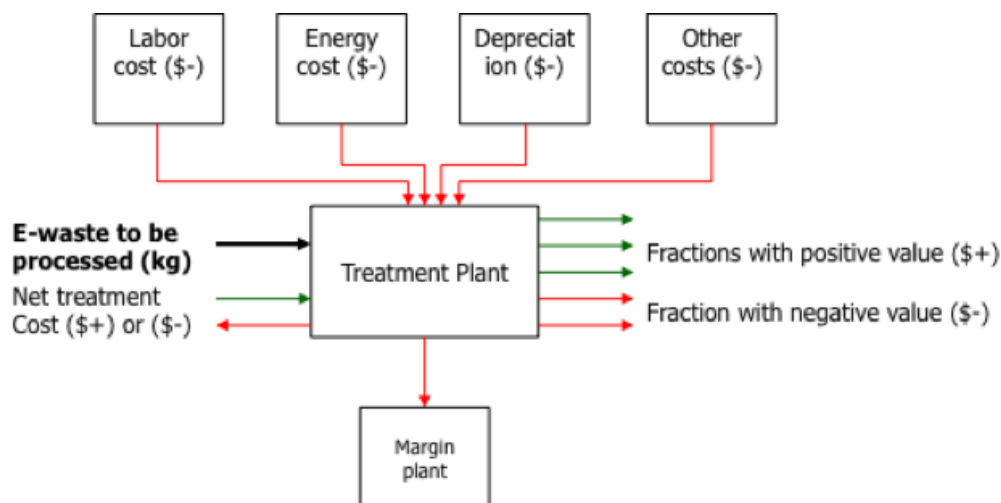 Labor
cost ($-)
Energy
cost ($-)
Depreciat
ion ($-)
Other
costs ($-)
E-waste to be
processed (kg)
Net treatment
Cost ($+) or ($-)
Treatment Plant
Fractions with positive value ($+)
Fraction with negative value ($-)
Margin
plant